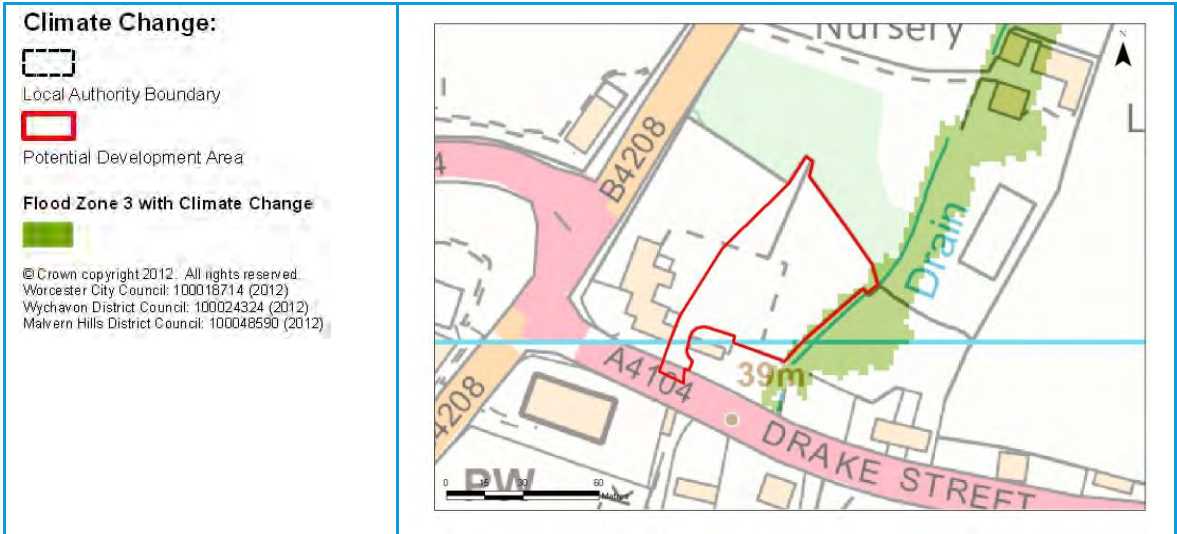 Climate Change:
Local Authority Boundary
Potential Development Area
Flood Zone 3 with Climate Change
© Crown copyright 2012. All rights reserved.
Worcester City Council: 100018714 (2012)
Wychavon District Council: 100024324 (2012)
Malvern Hills District Council: 100048590 (2012)
Nursery
N
L
4
B4208
Drain
A4104
39m
4208
DRAKE STREET
PW
0 15 30 60
Metres